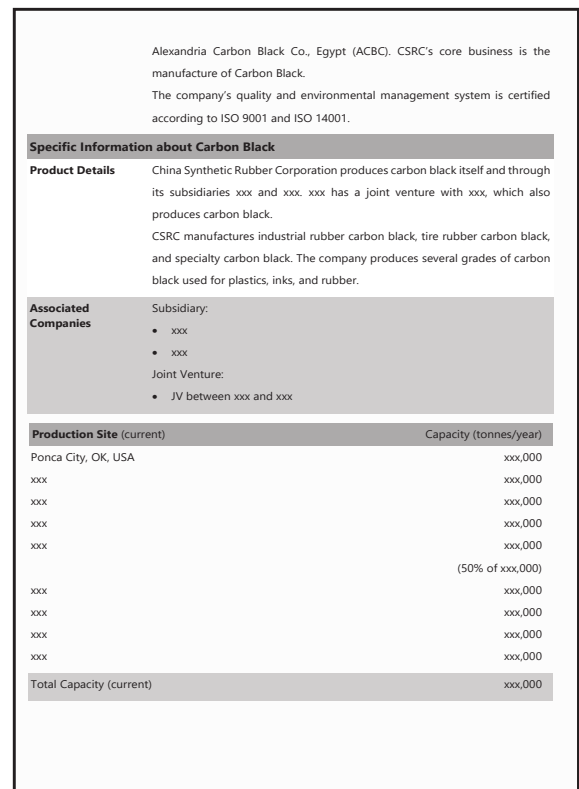 Alexandria Carbon Black Co., Egypt (ACBC). CSRC's core business is the
manufacture of Carbon Black.
The company's quality and environmental management system is certified
according to ISO 9001 and ISO 14001.
Specific Information about Carbon Black
Product Details
China Synthetic Rubber Corporation produces carbon black itself and through
its subsidiaries xxx and xxx. xxx has a joint venture with xxx, which also
produces carbon black.
CSRC manufactures industrial rubber carbon black, tire rubber carbon black,
and specialty carbon black. The company produces several grades of carbon
black used for plastics, inks, and rubber.
Associated
Companies
Subsidiary:
• xxx
• xxx
Joint Venture:
• JV between xxx and xxx
Production Site (current) Capacity (tonnes/year)
Ponca City, OK, USA xxx,000
xxx xxx,000
xxx xxx,000
xxx xxx,000
xxx xxx,000
(50% of xxx,000)
xxx xxx,000
xxx xxx,000
xxx xxx,000
xxx xxx,000
Total Capacity (current) xxx,000